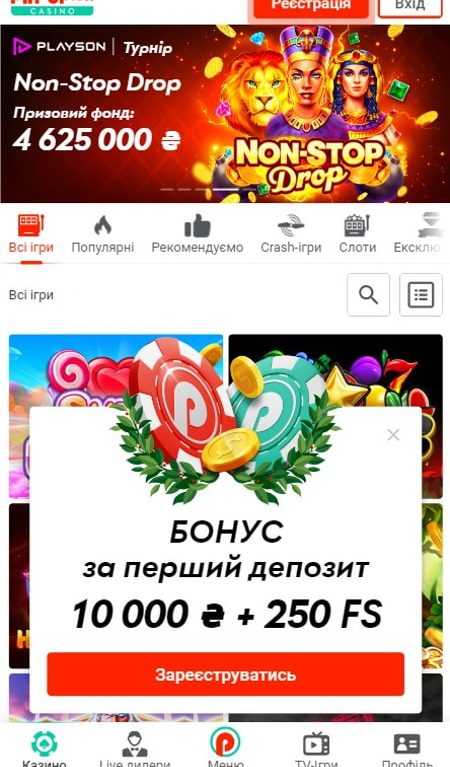 CASINO
Реєстрація
Вхід
PLAYSON | Турнір
Non-Stop Drop
Призовий фонд:
4 625 000 ₴
NON-STOP
Drop
Всі ігри
Популярні
Рекомендуємо
Crash-ігри
Слоти
Всі ігри
БОНУС
за перший депозит
10 000 ₴ + 250 FS
Зареєструватись
Казино
Live дилери
Меню
TV-Ігри
Профіль